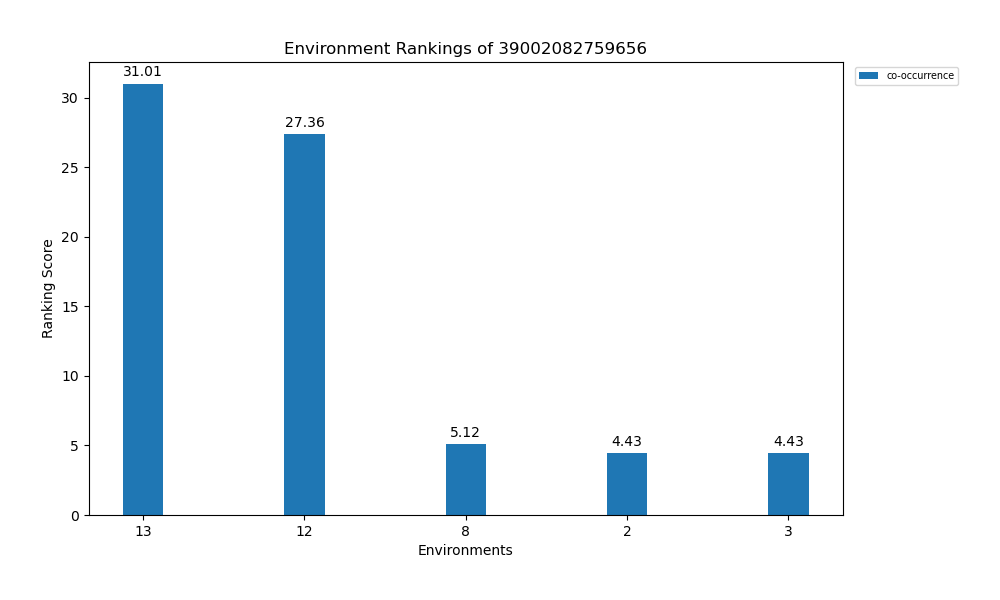 Environment Rankings of 39002082759656
co-occurrence
31.01
27.36
5.12
4.43
4.43
30
25
20
15
10
5
0
Ranking Score
13 12 8 2 3
Environments